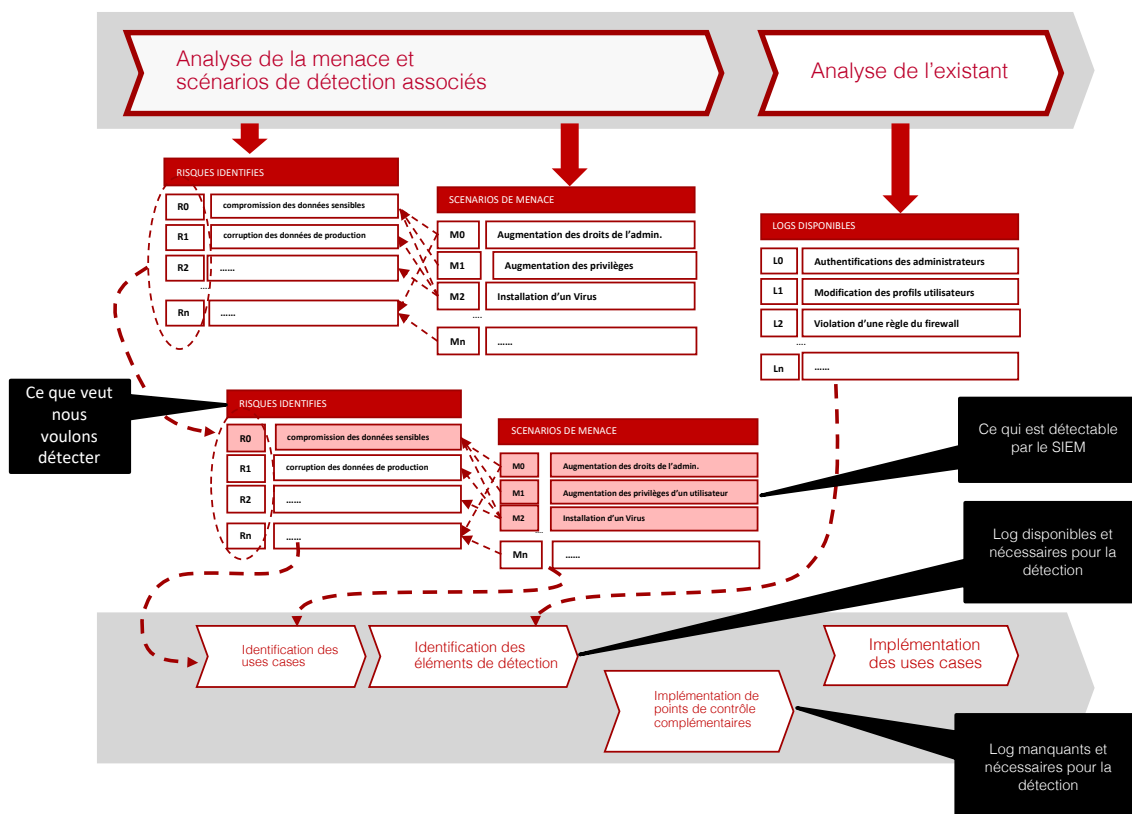 Analyse de la menace et
scénarios de détection associés
Analyse de l'existant
RISQUES IDENTIFIES
R0 compromission des données sensibles
R1 corruption des données de production
R2 ......
....
Rn ......
SCENARIOS DE MENACE
M0 Augmentation des droits de l'admin.
M1 Augmentation des privilèges
M2 Installation d'un Virus
....
Mn ......
LOGS DISPONIBLES
L0 Authentifications des administrateurs
L1 Modification des profils utilisateurs
L2 Violation d'une règle du firewall
....
Ln ......
Ce que veut
nous
voulons
détecter
RISQUES IDENTIFIES
R0 compromission des données sensibles
R1 corruption des données de production
R2 ......
Rn ......
SCENARIOS DE MENACE
M0 Augmentation des droits de l'admin.
M1 Augmentation des privilèges d'un utilisateur
M2 Installation d'un Virus
....
Mn ......
Ce qui est détectable
par le SIEM
Log disponibles et
nécessaires pour la
détection
Identification des
uses cases
Identification des
éléments de détection
Implémentation de
points de contrôle
complémentaires
Implémentation
des uses cases
Log manquants et
nécessaires pour la
détection